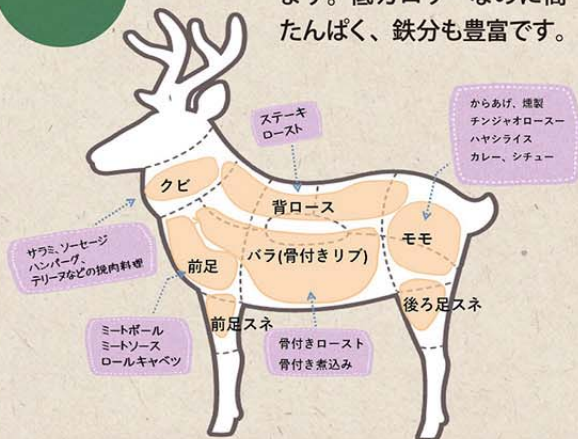 たんぱく、鉄分も豊富です。
ステーキ
ロースト
からあげ、燻製
チンジャオロースー
ハヤシライス
カレー、シチュー
クビ
背ロース
モモ
サラミ、ソーセージ
ハンバーグ、
テリーヌなどの挽肉料理
前足
バラ(骨付きリブ)
前足スネ
後ろ足スネ
ミートボール
ミートソース
ロールキャベツ
骨付きロースト
骨付き煮込み